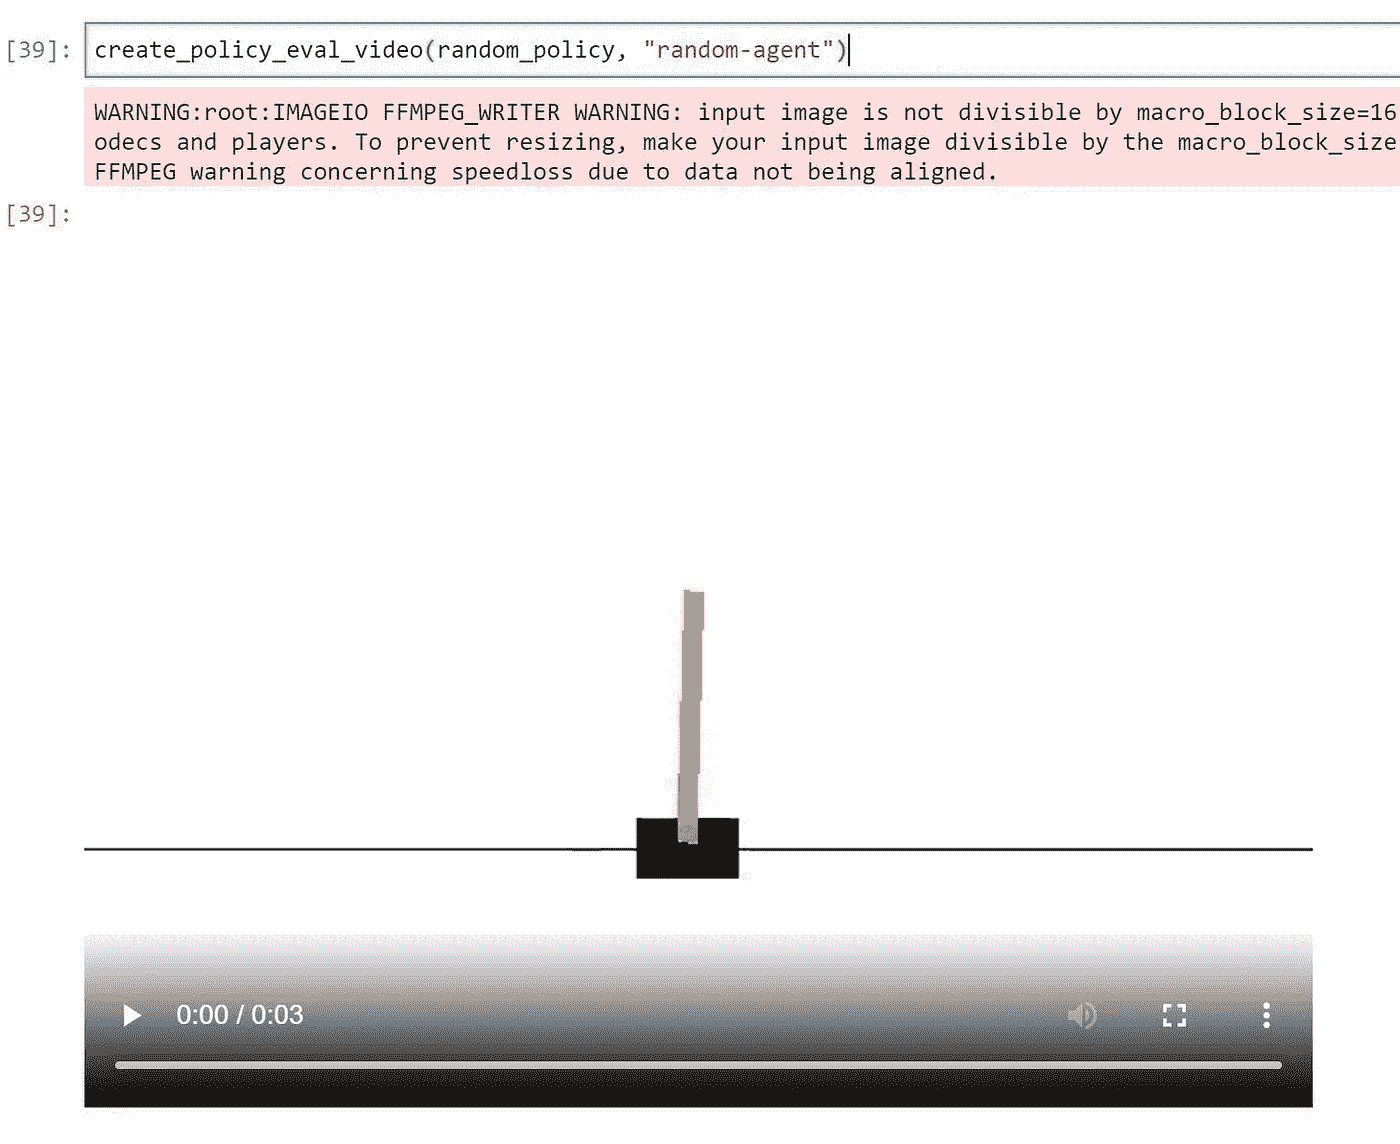 [39]: create_policy_eval_video(random_policy, "random-agent")
WARNING:root:IMAGEIO FFMPEG_WRITER WARNING: input image is not divisible by macro_block_size=16
odecs and players. To prevent resizing, make your input image divisible by the macro_block_size
FFMPEG warning concerning speedloss due to data not being aligned.
[39]:
0:00 / 0:03